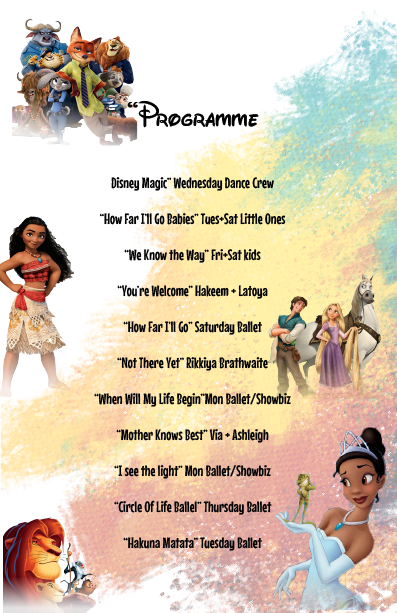 “Programme
Disney Magic” Wednesday Dance Crew
“How Far I’ll Go Babies” Tues+Sat Little Ones
“We Know the Way” Fri+Sat kids
“You’re Welcome” Hakeem + Latoya
“How Far I’ll Go” Saturday Ballet
“Not There Yet” Rikkiya Brathwaite
“When Will My Life Begin”Mon Ballet/Showbiz
“Mother Knows Best” Via + Ashleigh
“I see the light” Mon Ballet/Showbiz
“Circle Of Life Ballel” Thursday Ballet
“Hakuna Matata” Tuesday Ballet